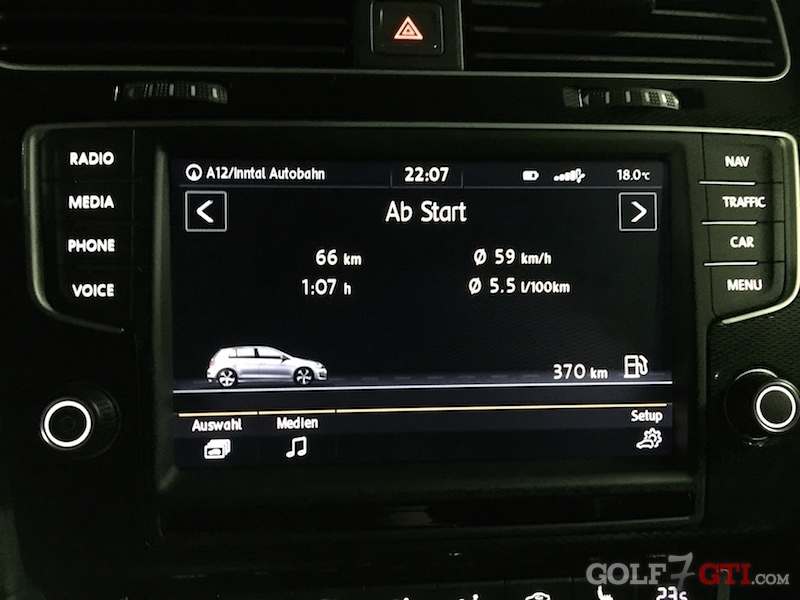 RADIO
MEDIA
PHONE
VOICE
A12/Inntal Autobahn 22:07 18.0°C
< Ab Start >
66 km Ø 59 km/h
1:07 h Ø 5.5 l/100km
370 km
Auswahl Medien Setup
NAV
TRAFFIC
CAR
MENU
GOLF7GTI.COM